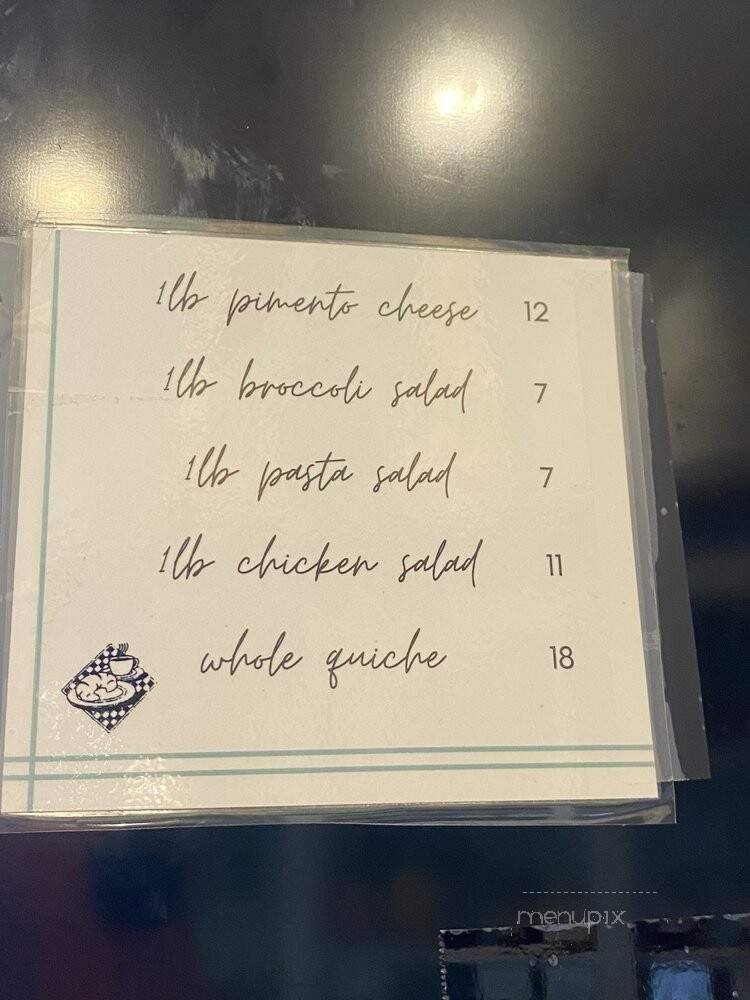 1lb pimento cheese 12
1lb broccoli salad 7
1lb pasta salad 7
1lb chicken salad 11
whole quiche 18
menupix